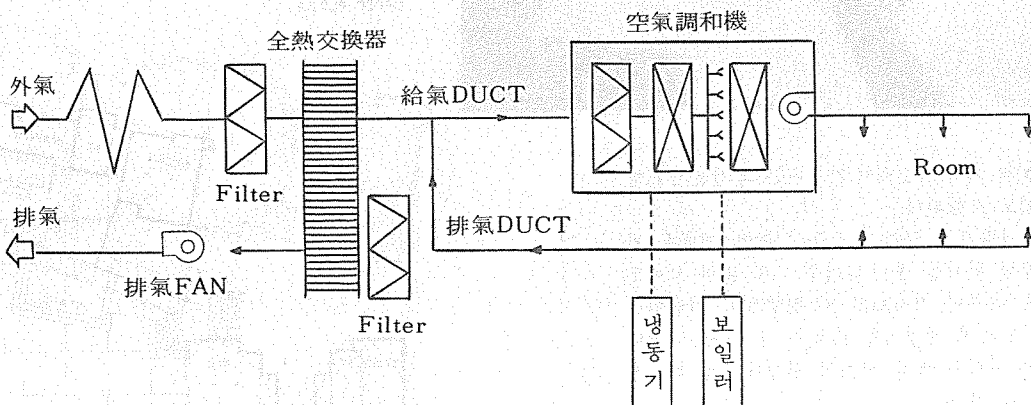 全熱交換器
空氣調和機
外氣
給氣DUCT
Filter
Room
排氣
排氣DUCT
排氣FAN
Filter
냉동기
보일러